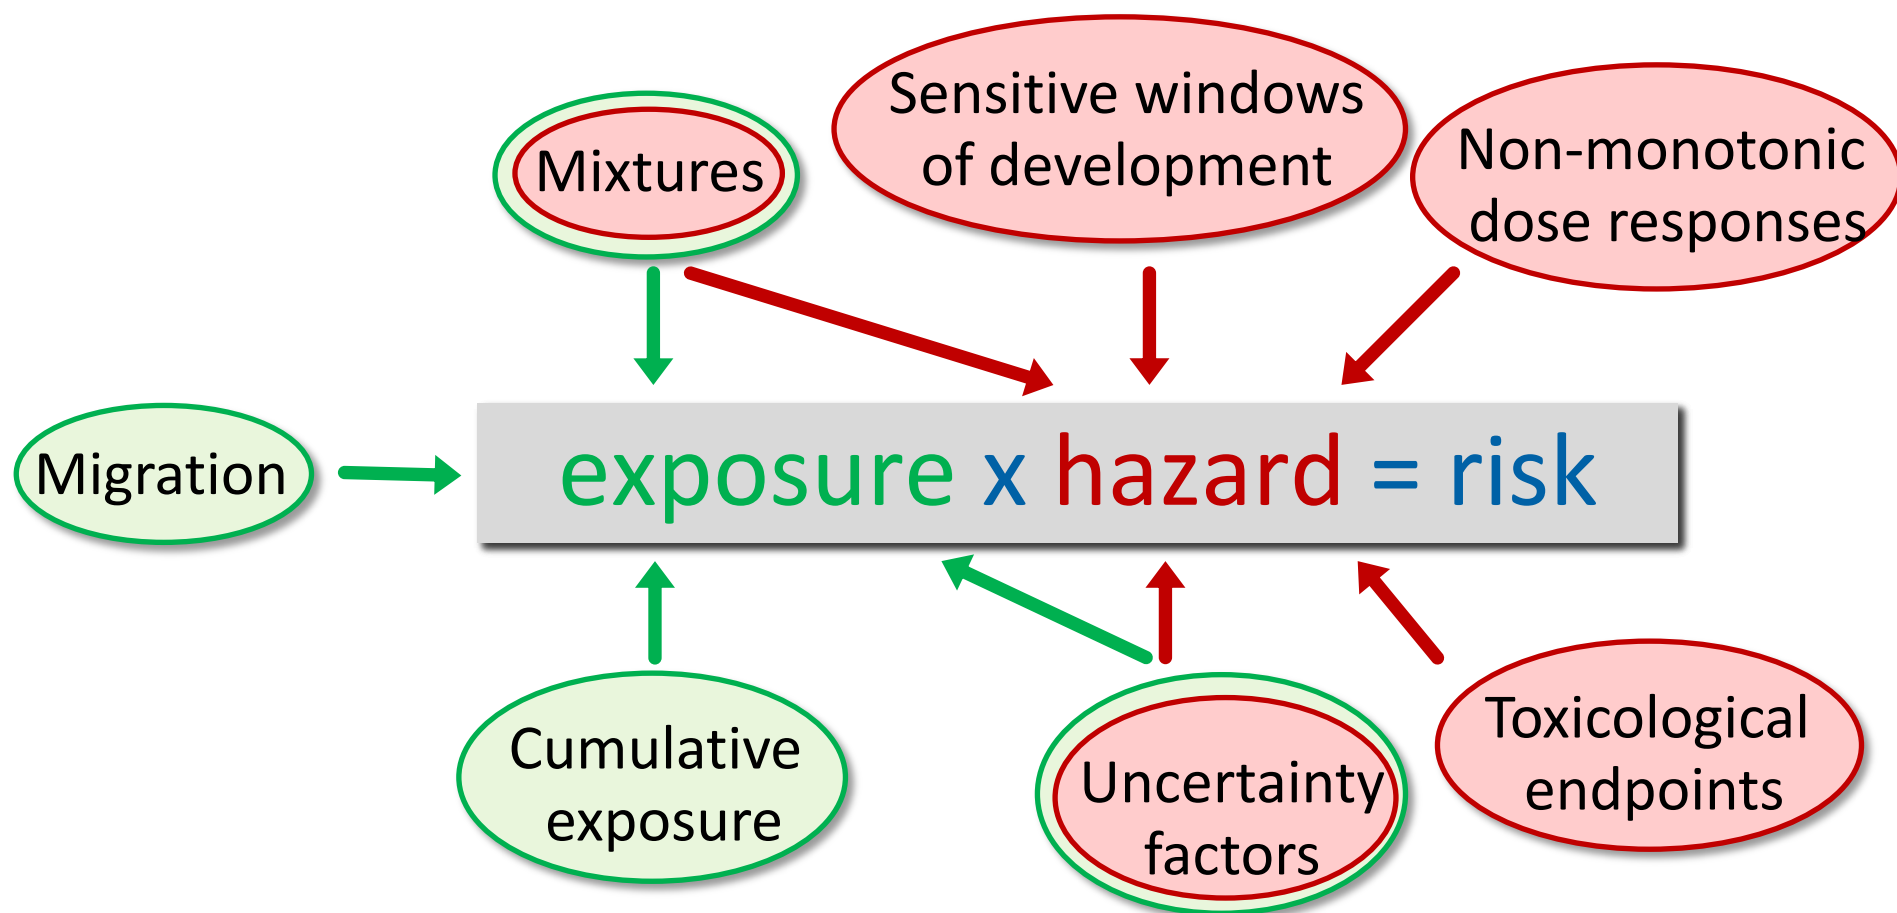 Mixtures
Sensitive windows
of development
Non-monotonic
dose responses
Migration
exposure x hazard = risk
Cumulative
exposure
Uncertainty
factors
Toxicological
endpoints